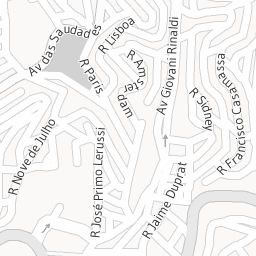 Av das Saudades
R Lisboa
R Paris
R Amsterdam
Av Giovani Rinaldi
R Sidney
R Francisco Casamassa
R Nove de Julho
R José Primo Lerussi
R Jaime Duprat